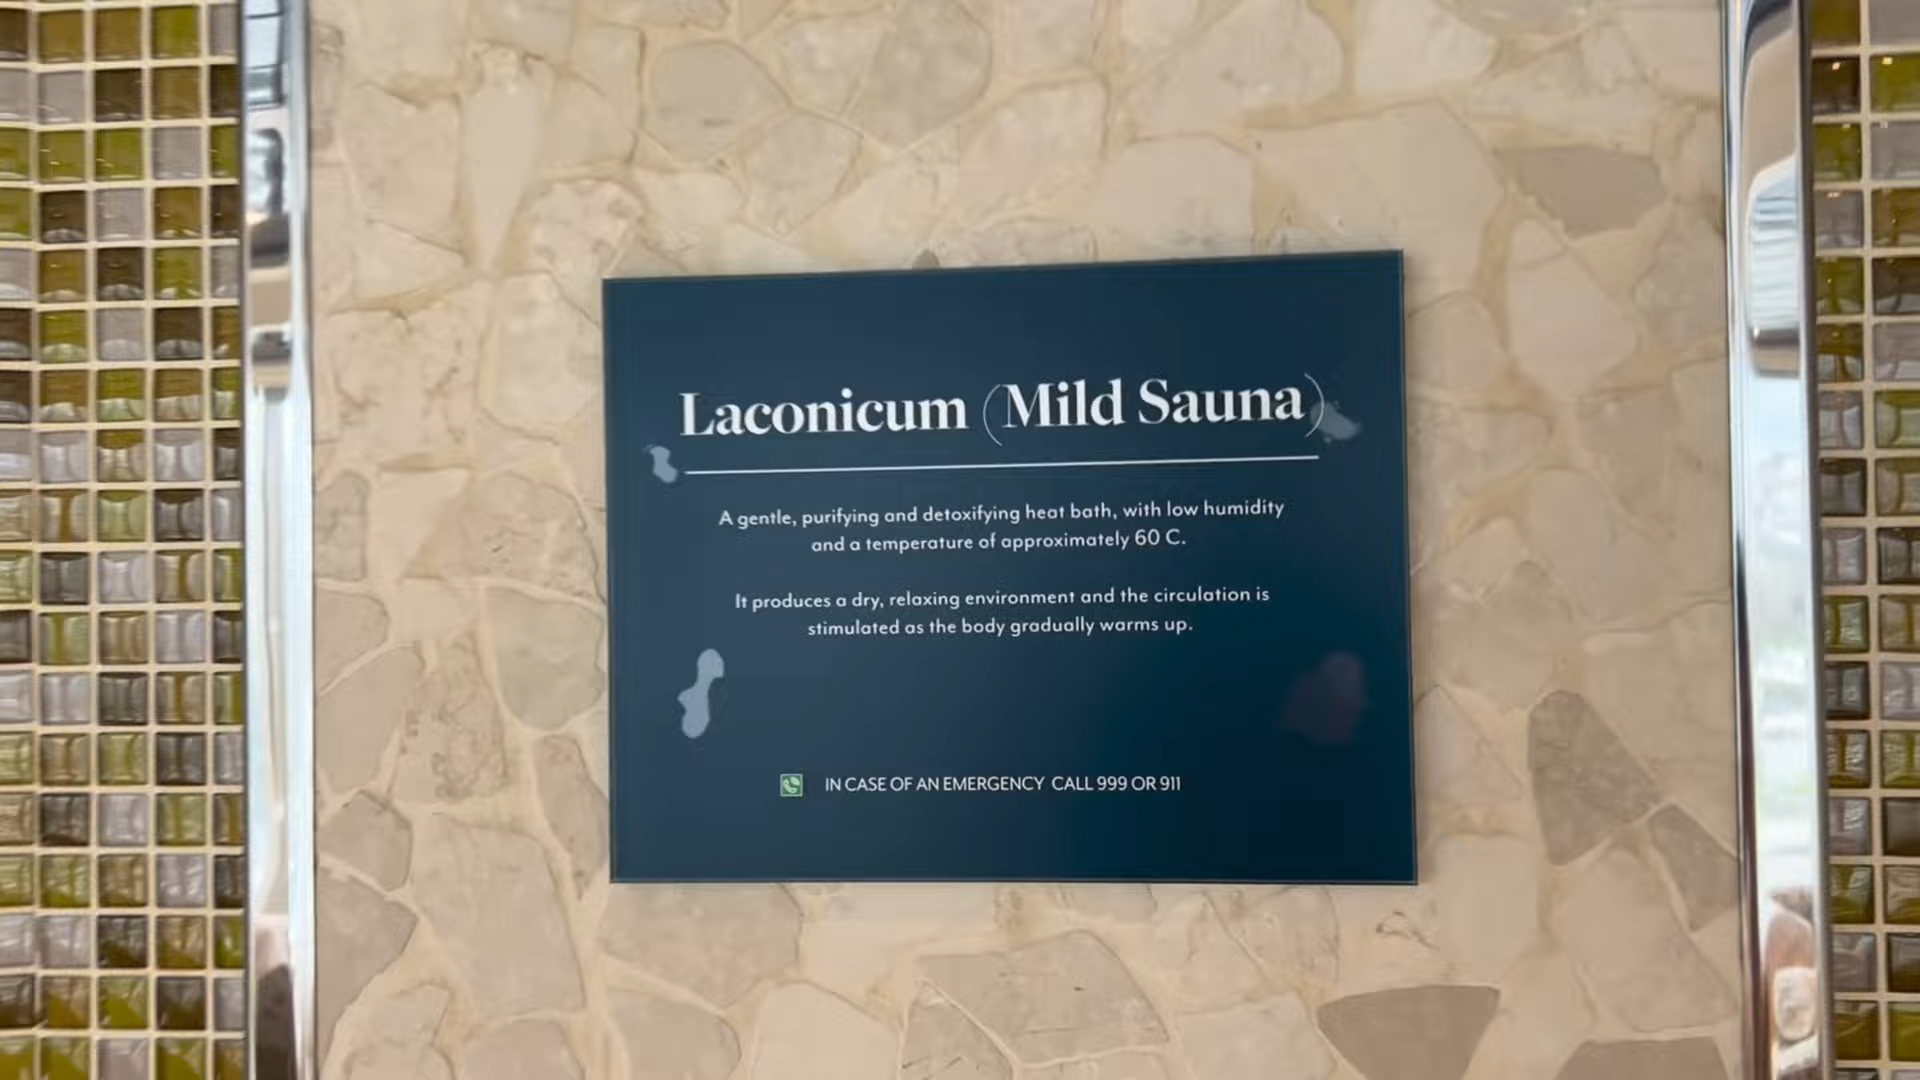 Laconicum (Mild Sauna)
A gentle, purifying and detoxifying heat bath, with low humidity
and a temperature of approximately 60 C.
It produces a dry, relaxing environment and the circulation is
stimulated as the body gradually warms up.
IN CASE OF AN EMERGENCY CALL 999 OR 911